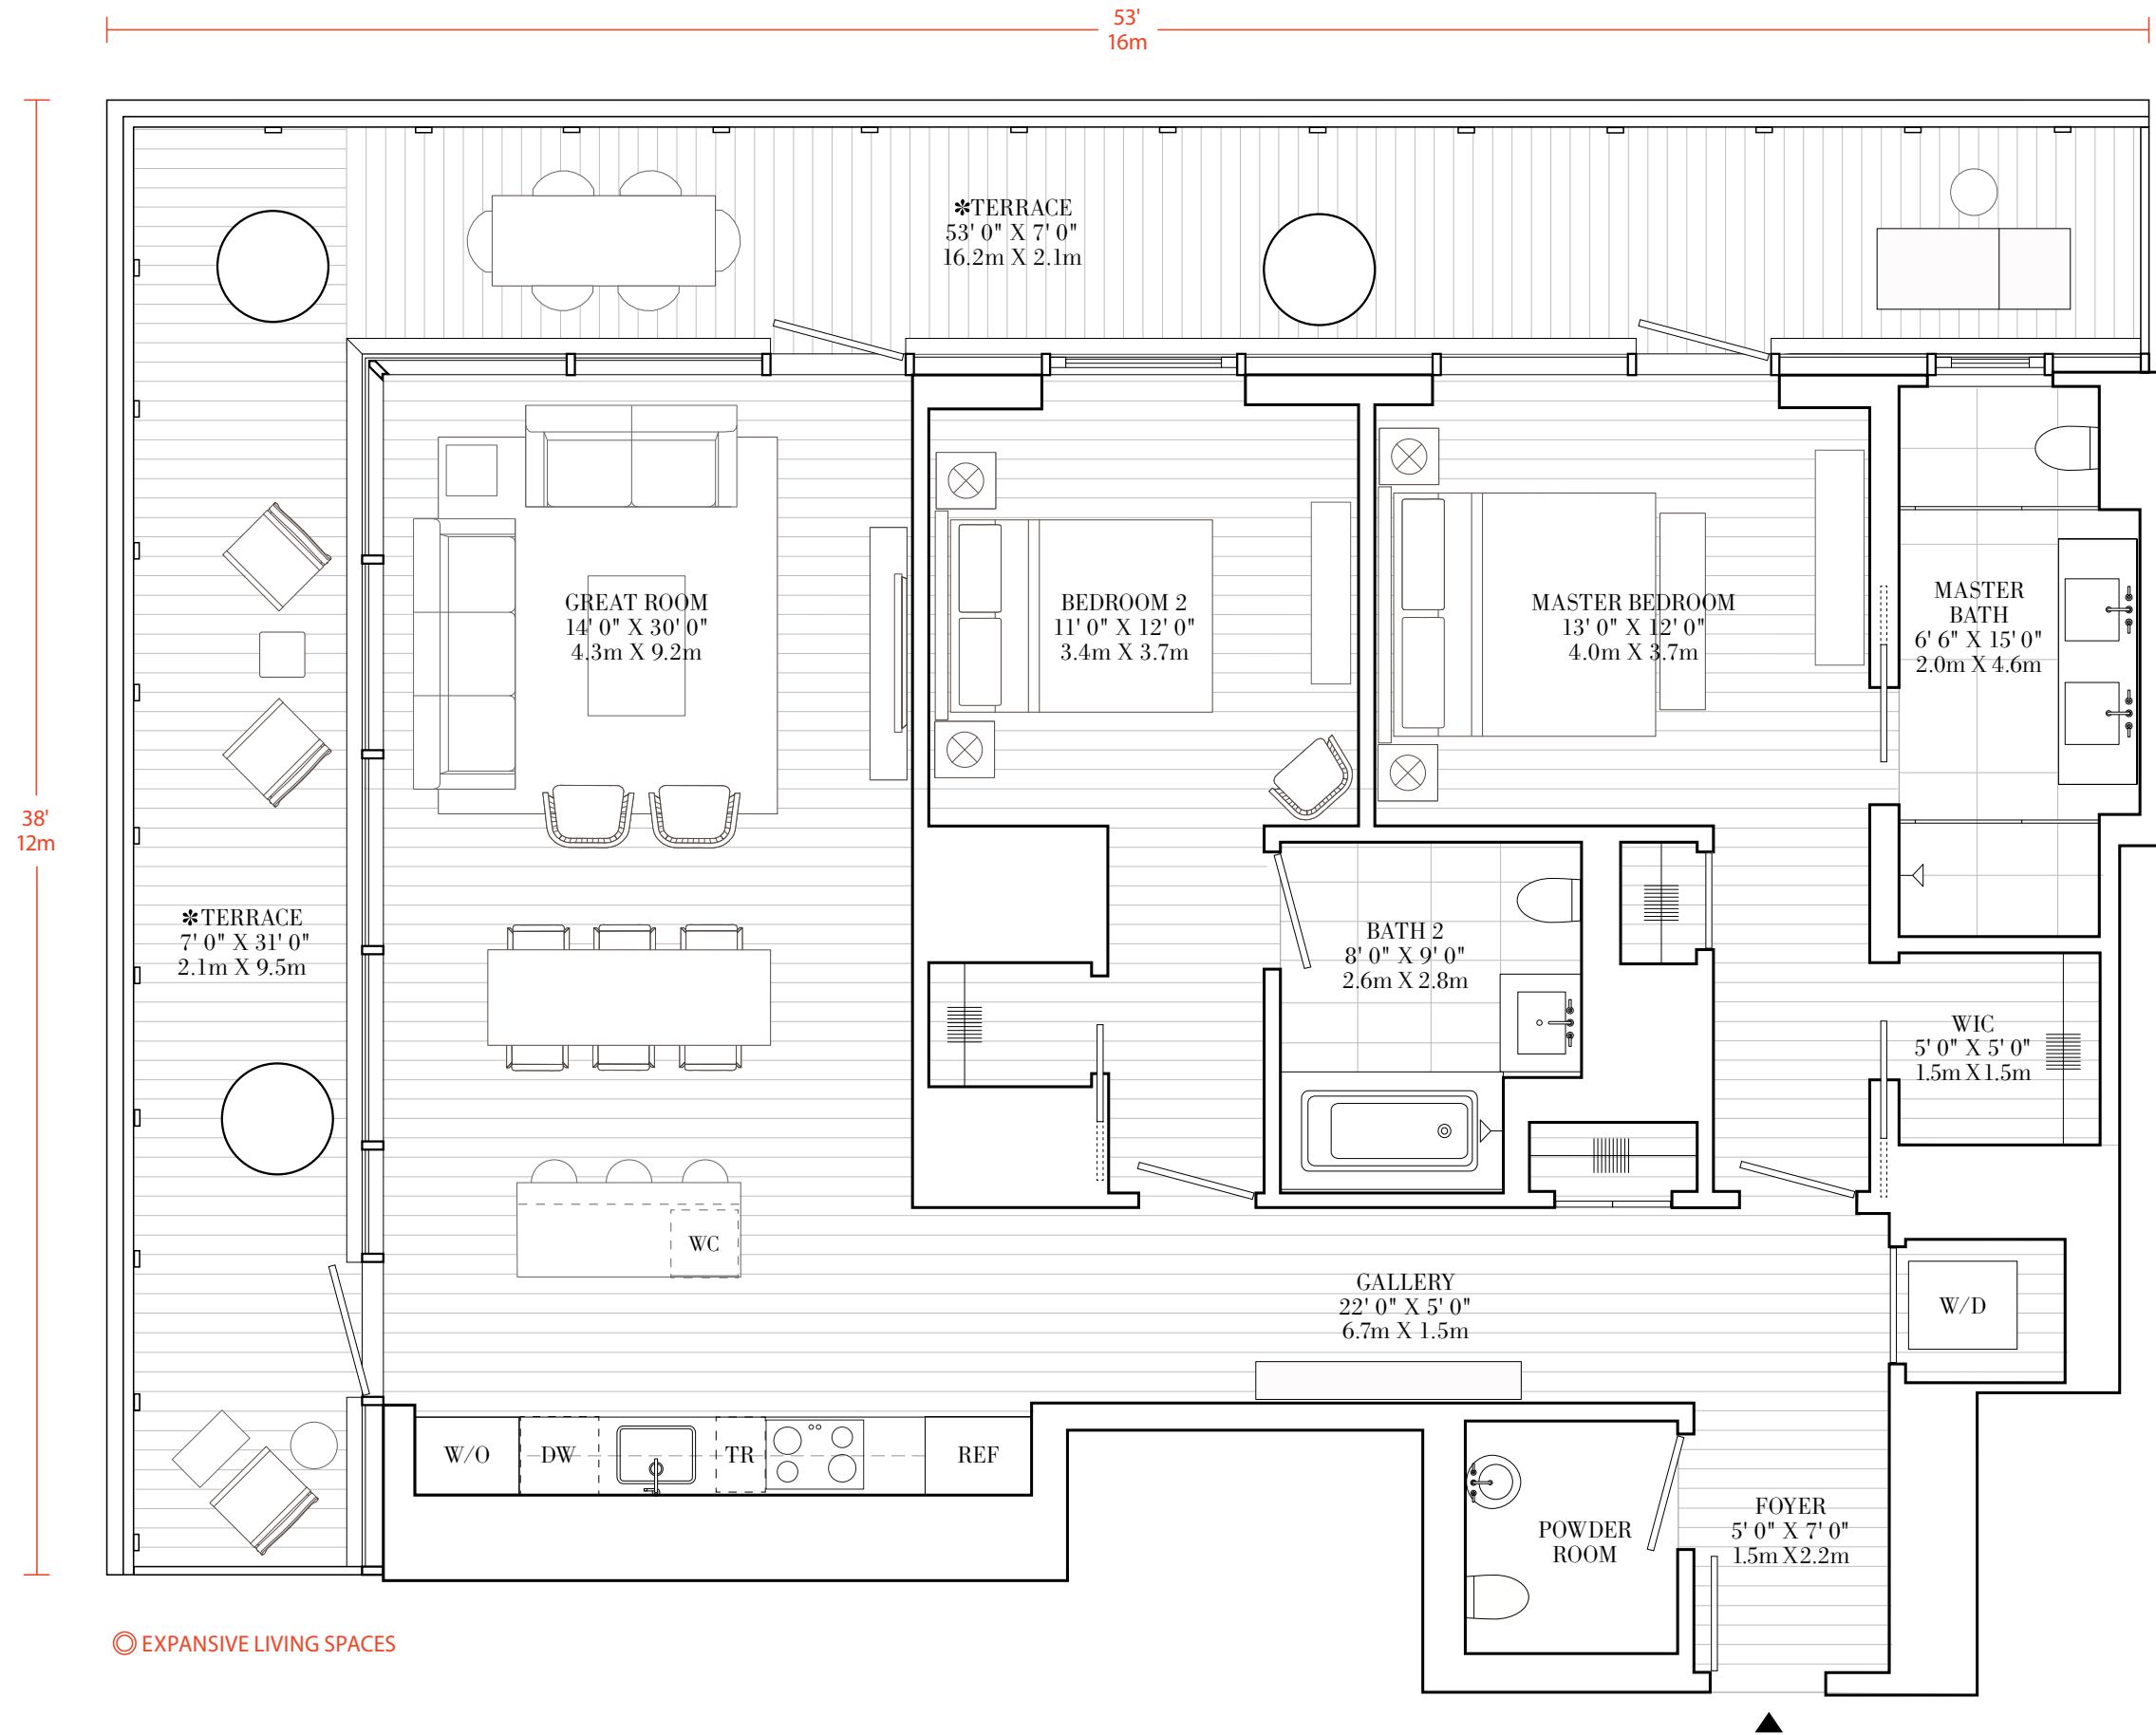 53'
16m
✽TERRACE
53' 0" X 7' 0"
16.2m X 2.1m
GREAT ROOM
14' 0" X 30' 0"
4.3m X 9.2m
BEDROOM 2
11' 0" X 12' 0"
3.4m X 3.7m
MASTER BEDROOM
13' 0" X 12' 0"
4.0m X 3.7m
MASTER
BATH
6' 6" X 15' 0"
2.0m X 4.6m
38'
12m
✽TERRACE
7' 0" X 31' 0"
2.1m X 9.5m
BATH 2
8' 0" X 9' 0"
2.6m X 2.8m
WIC
5' 0" X 5' 0"
1.5m X 1.5m
WC
GALLERY
22' 0" X 5' 0"
6.7m X 1.5m
W/D
W/O
DW
TR
REF
POWDER
ROOM
FOYER
5' 0" X 7' 0"
1.5m X 2.2m
EXPANSIVE LIVING SPACES